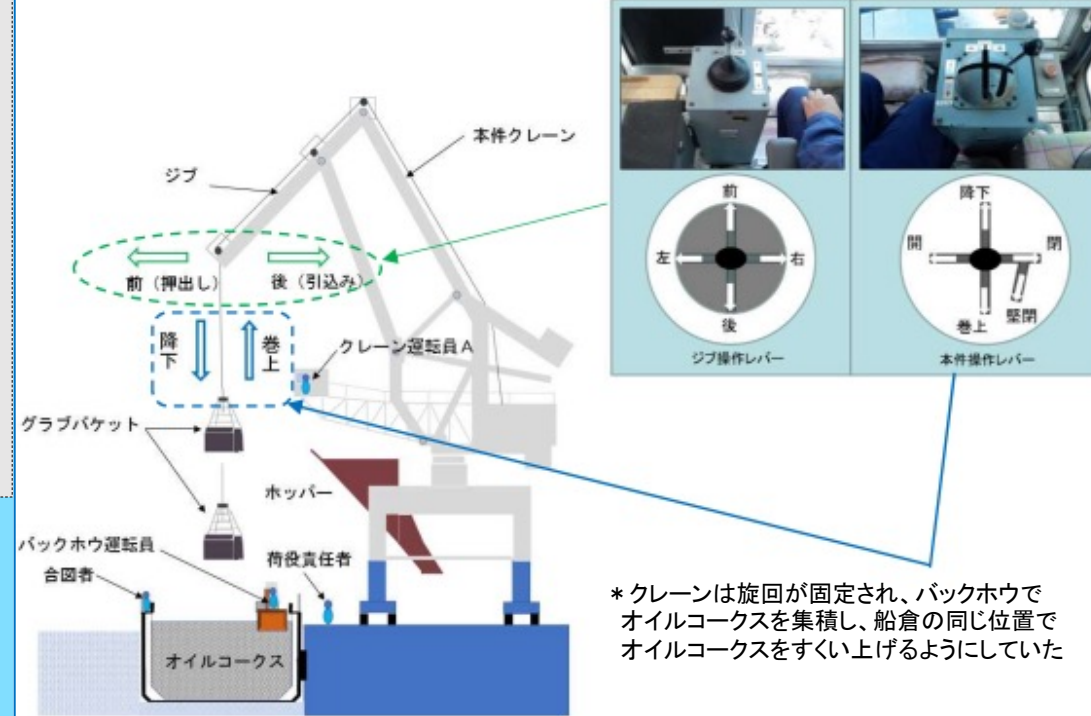 本件クレーン
ジブ
前（押出し）
後（引込み）
降下
巻上
クレーン運転員A
グラブバケット
ホッパー
バックホウ運転員
合図者
荷役責任者
オイルコークス
前
左
右
後
ジブ操作レバー
降下
開
閉
巻上
堅閉
本件操作レバー
＊クレーンは旋回が固定され、バックホウで
オイルコークスを集積し、船倉の同じ位置で
オイルコークスをすくい上げるようにしていた